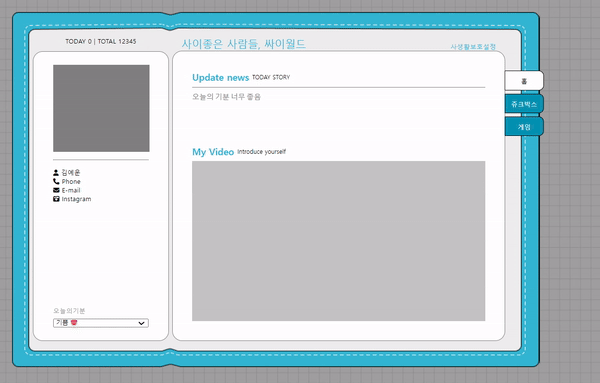 TODAY 0 | TOTAL 12345
사이좋은 사람들, 싸이월드
사생활보호설정
홈
쥬크박스
게임
Update news TODAY STORY
오늘의 기분 너무 좋음
My Video Introduce yourself
김예운
Phone
E-mail
Instagram
오늘의기분
기쁨